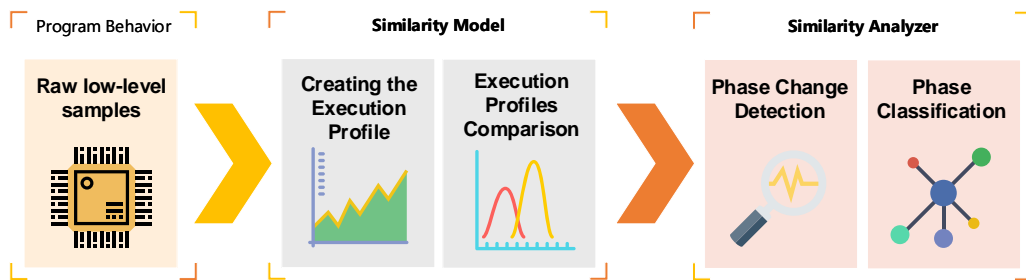 Program Behavior
Raw low-level
samples
Similarity Model
Creating the
Execution
Profile
Execution
Profiles
Comparison
Similarity Analyzer
Phase Change
Detection
Phase
Classification